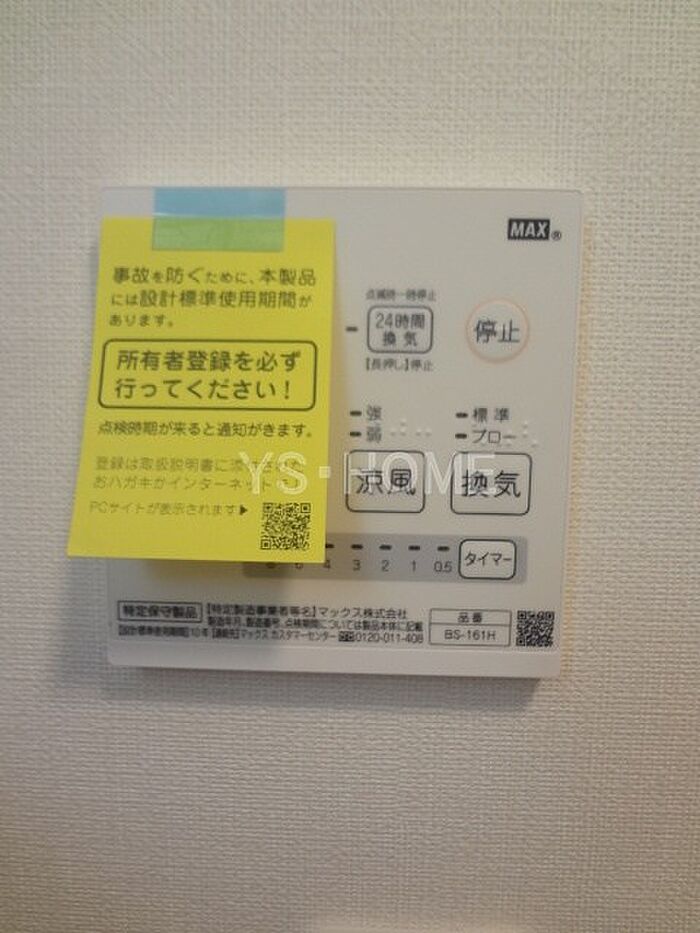 MAX®
事故を防ぐために、本製品
には設計標準使用期間が
あります。
所有者登録を必ず
行ってください！
点検時期が来ると通知がきます。
登録は取扱説明書に
おハガキかインターネットで！
PCサイトが表示されます▶
点滅時一時停止
24時間
換気
【長押し】停止
停止
強
弱
標準
涼風
換気
YS・HOME
4 3 2 1 0.5
タイマー
特定保守製品
【特定製造事業者等名】マックス株式会社
製造年月、製造番号、点検期間については製品本体に記載
【設計標準使用期間】10年【連絡先】マックス カスタマーセンター 0120-011-408
品番
BS-161H